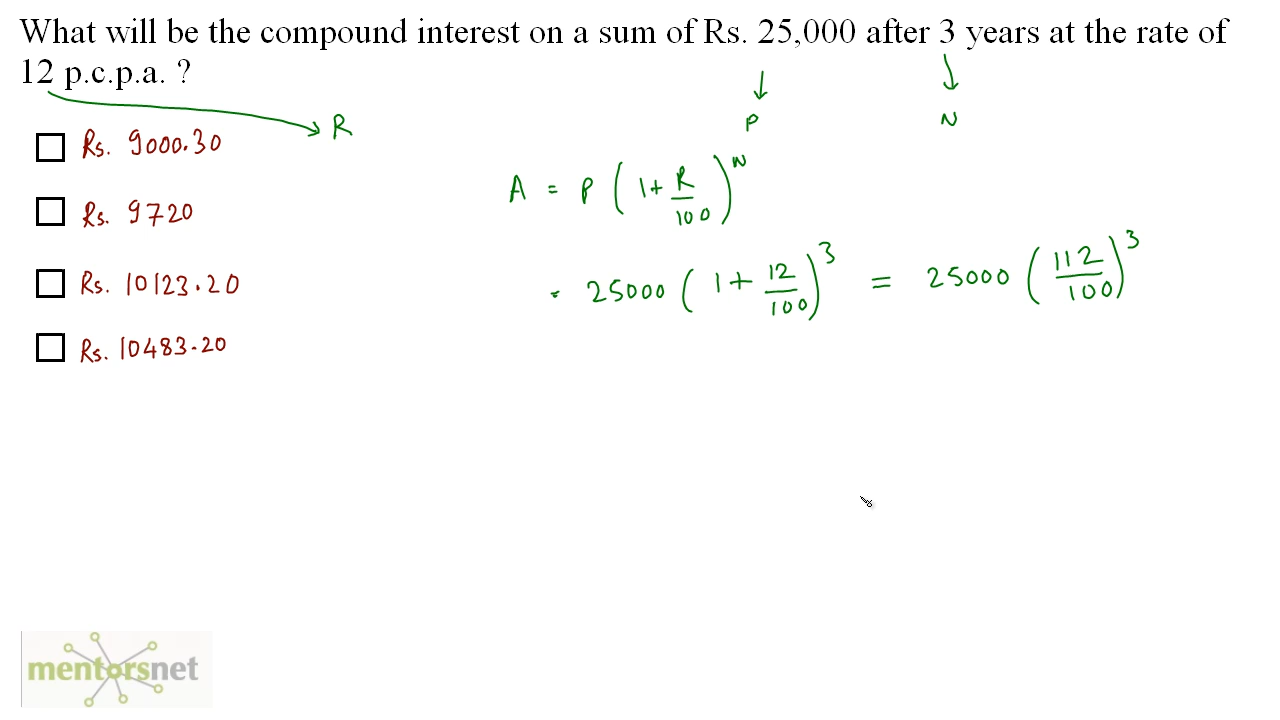 What will be the compound interest on a sum of Rs. 25,000 after 3 years at the rate of
12 p.c.p.a. ?
R
P
N
Rs. 9000.30
Rs. 9720
Rs. 10123.20
Rs. 10483.20
A = P (1 + R/100)^N
= 25000 (1 + 12/100)^3 = 25000 (112/100)^3
mentorsnet